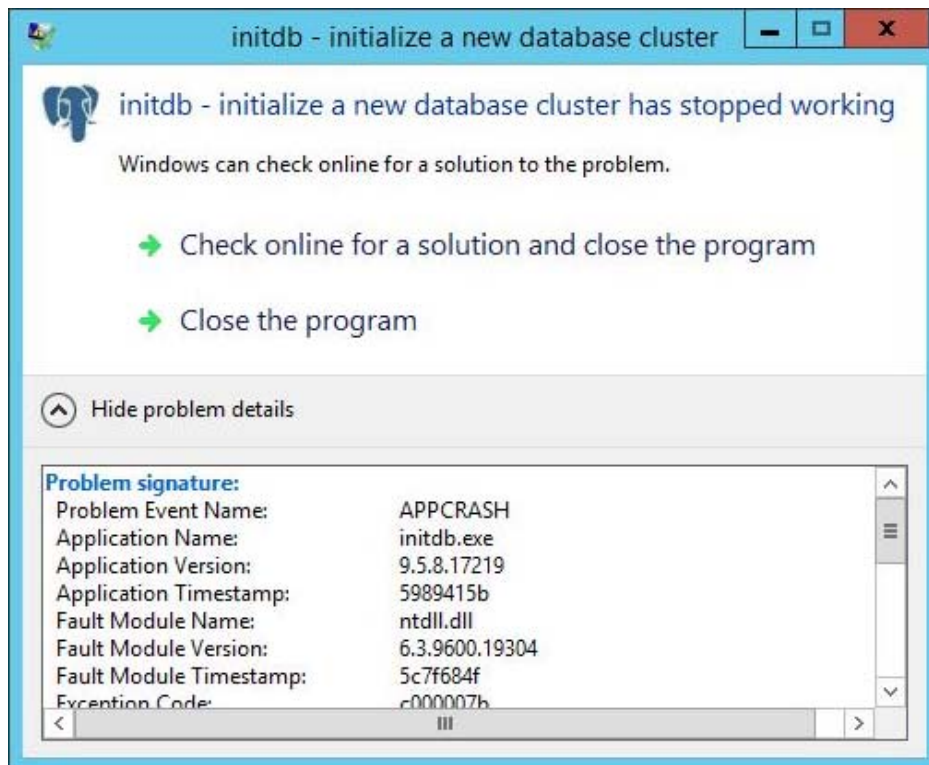 initdb - initialize a new database cluster
initdb - initialize a new database cluster has stopped working
Windows can check online for a solution to the problem.
Check online for a solution and close the program
Close the program
Hide problem details
Problem signature:
Problem Event Name: APPCRASH
Application Name: initdb.exe
Application Version: 9.5.8.17219
Application Timestamp: 5989415b
Fault Module Name: ntdll.dll
Fault Module Version: 6.3.9600.19304
Fault Module Timestamp: 5c7f684f
Exception Code: c000007b